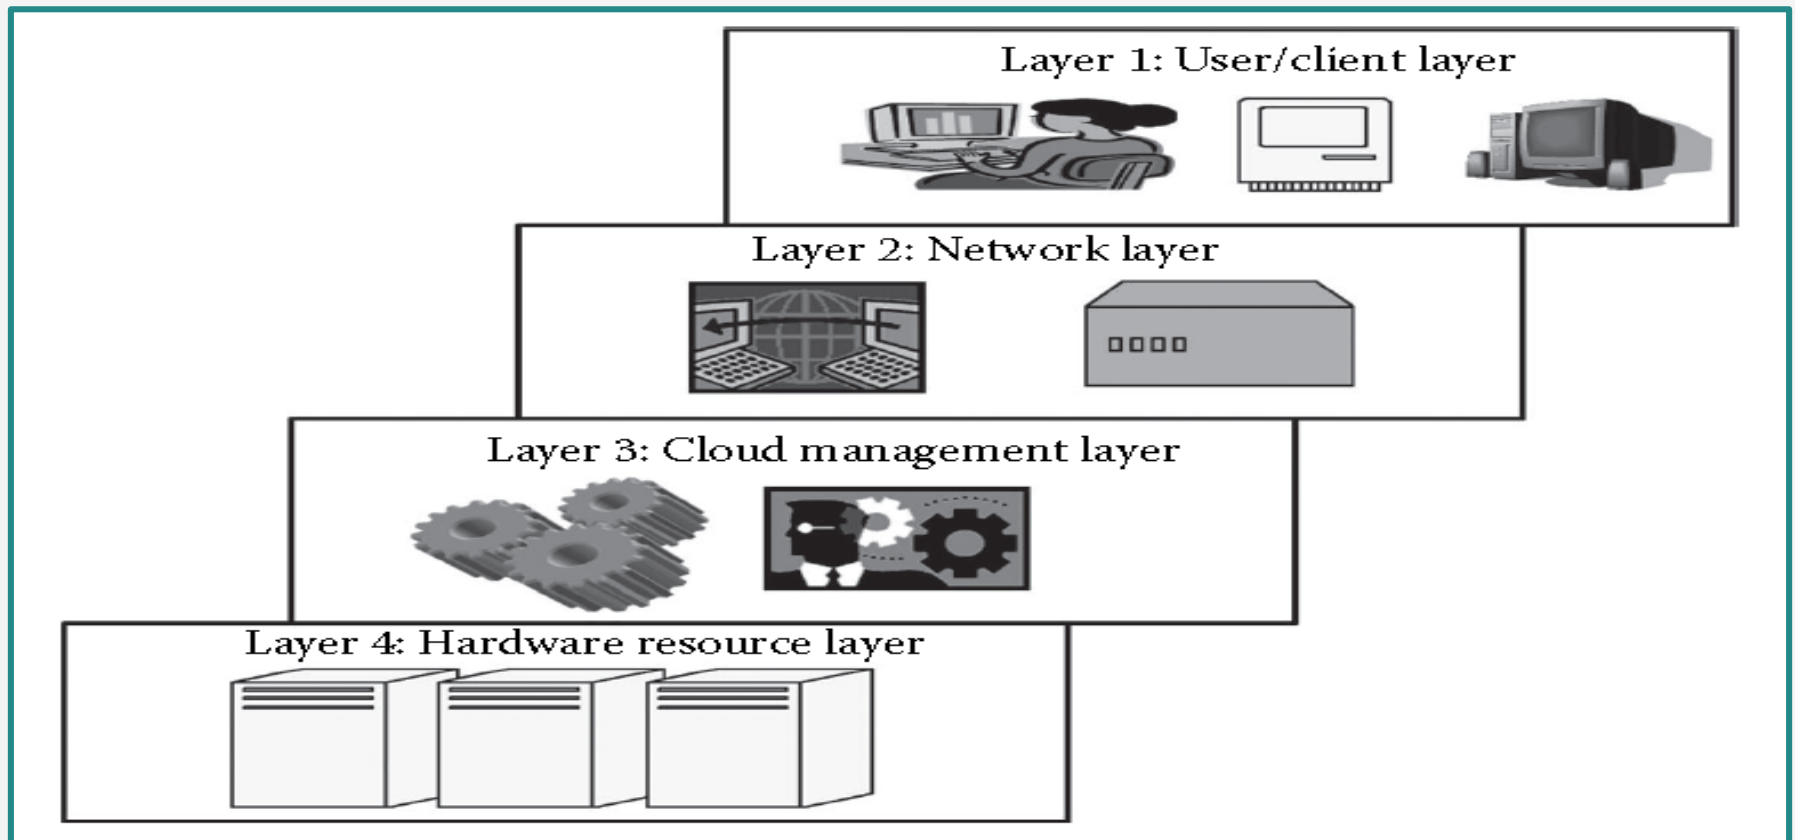 Layer 1: User/client layer
Layer 2: Network layer
Layer 3: Cloud management layer
Layer 4: Hardware resource layer